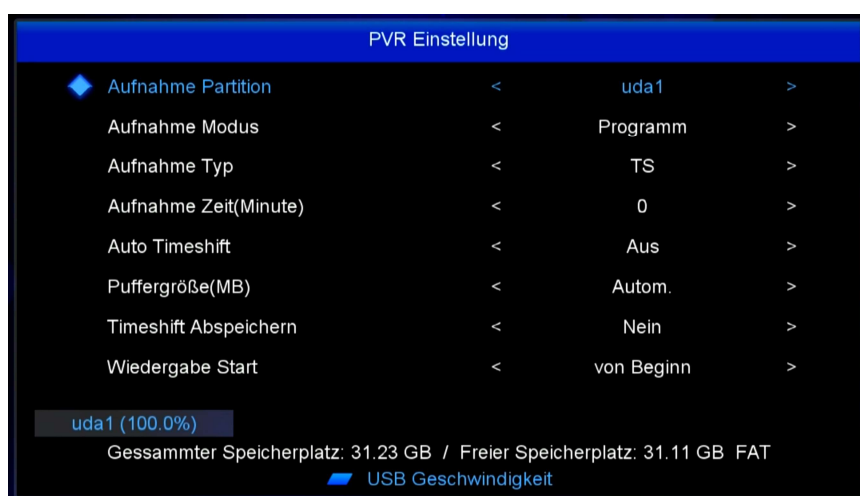 PVR Einstellung
Aufnahme Partition < uda1 >
Aufnahme Modus < Programm >
Aufnahme Typ < TS >
Aufnahme Zeit(Minute) < 0 >
Auto Timeshift < Aus >
Puffergröße(MB) < Autom. >
Timeshift Abspeichern < Nein >
Wiedergabe Start < von Beginn >
uda1 (100.0%)
Gessammter Speicherplatz: 31.23 GB / Freier Speicherplatz: 31.11 GB FAT
USB Geschwindigkeit